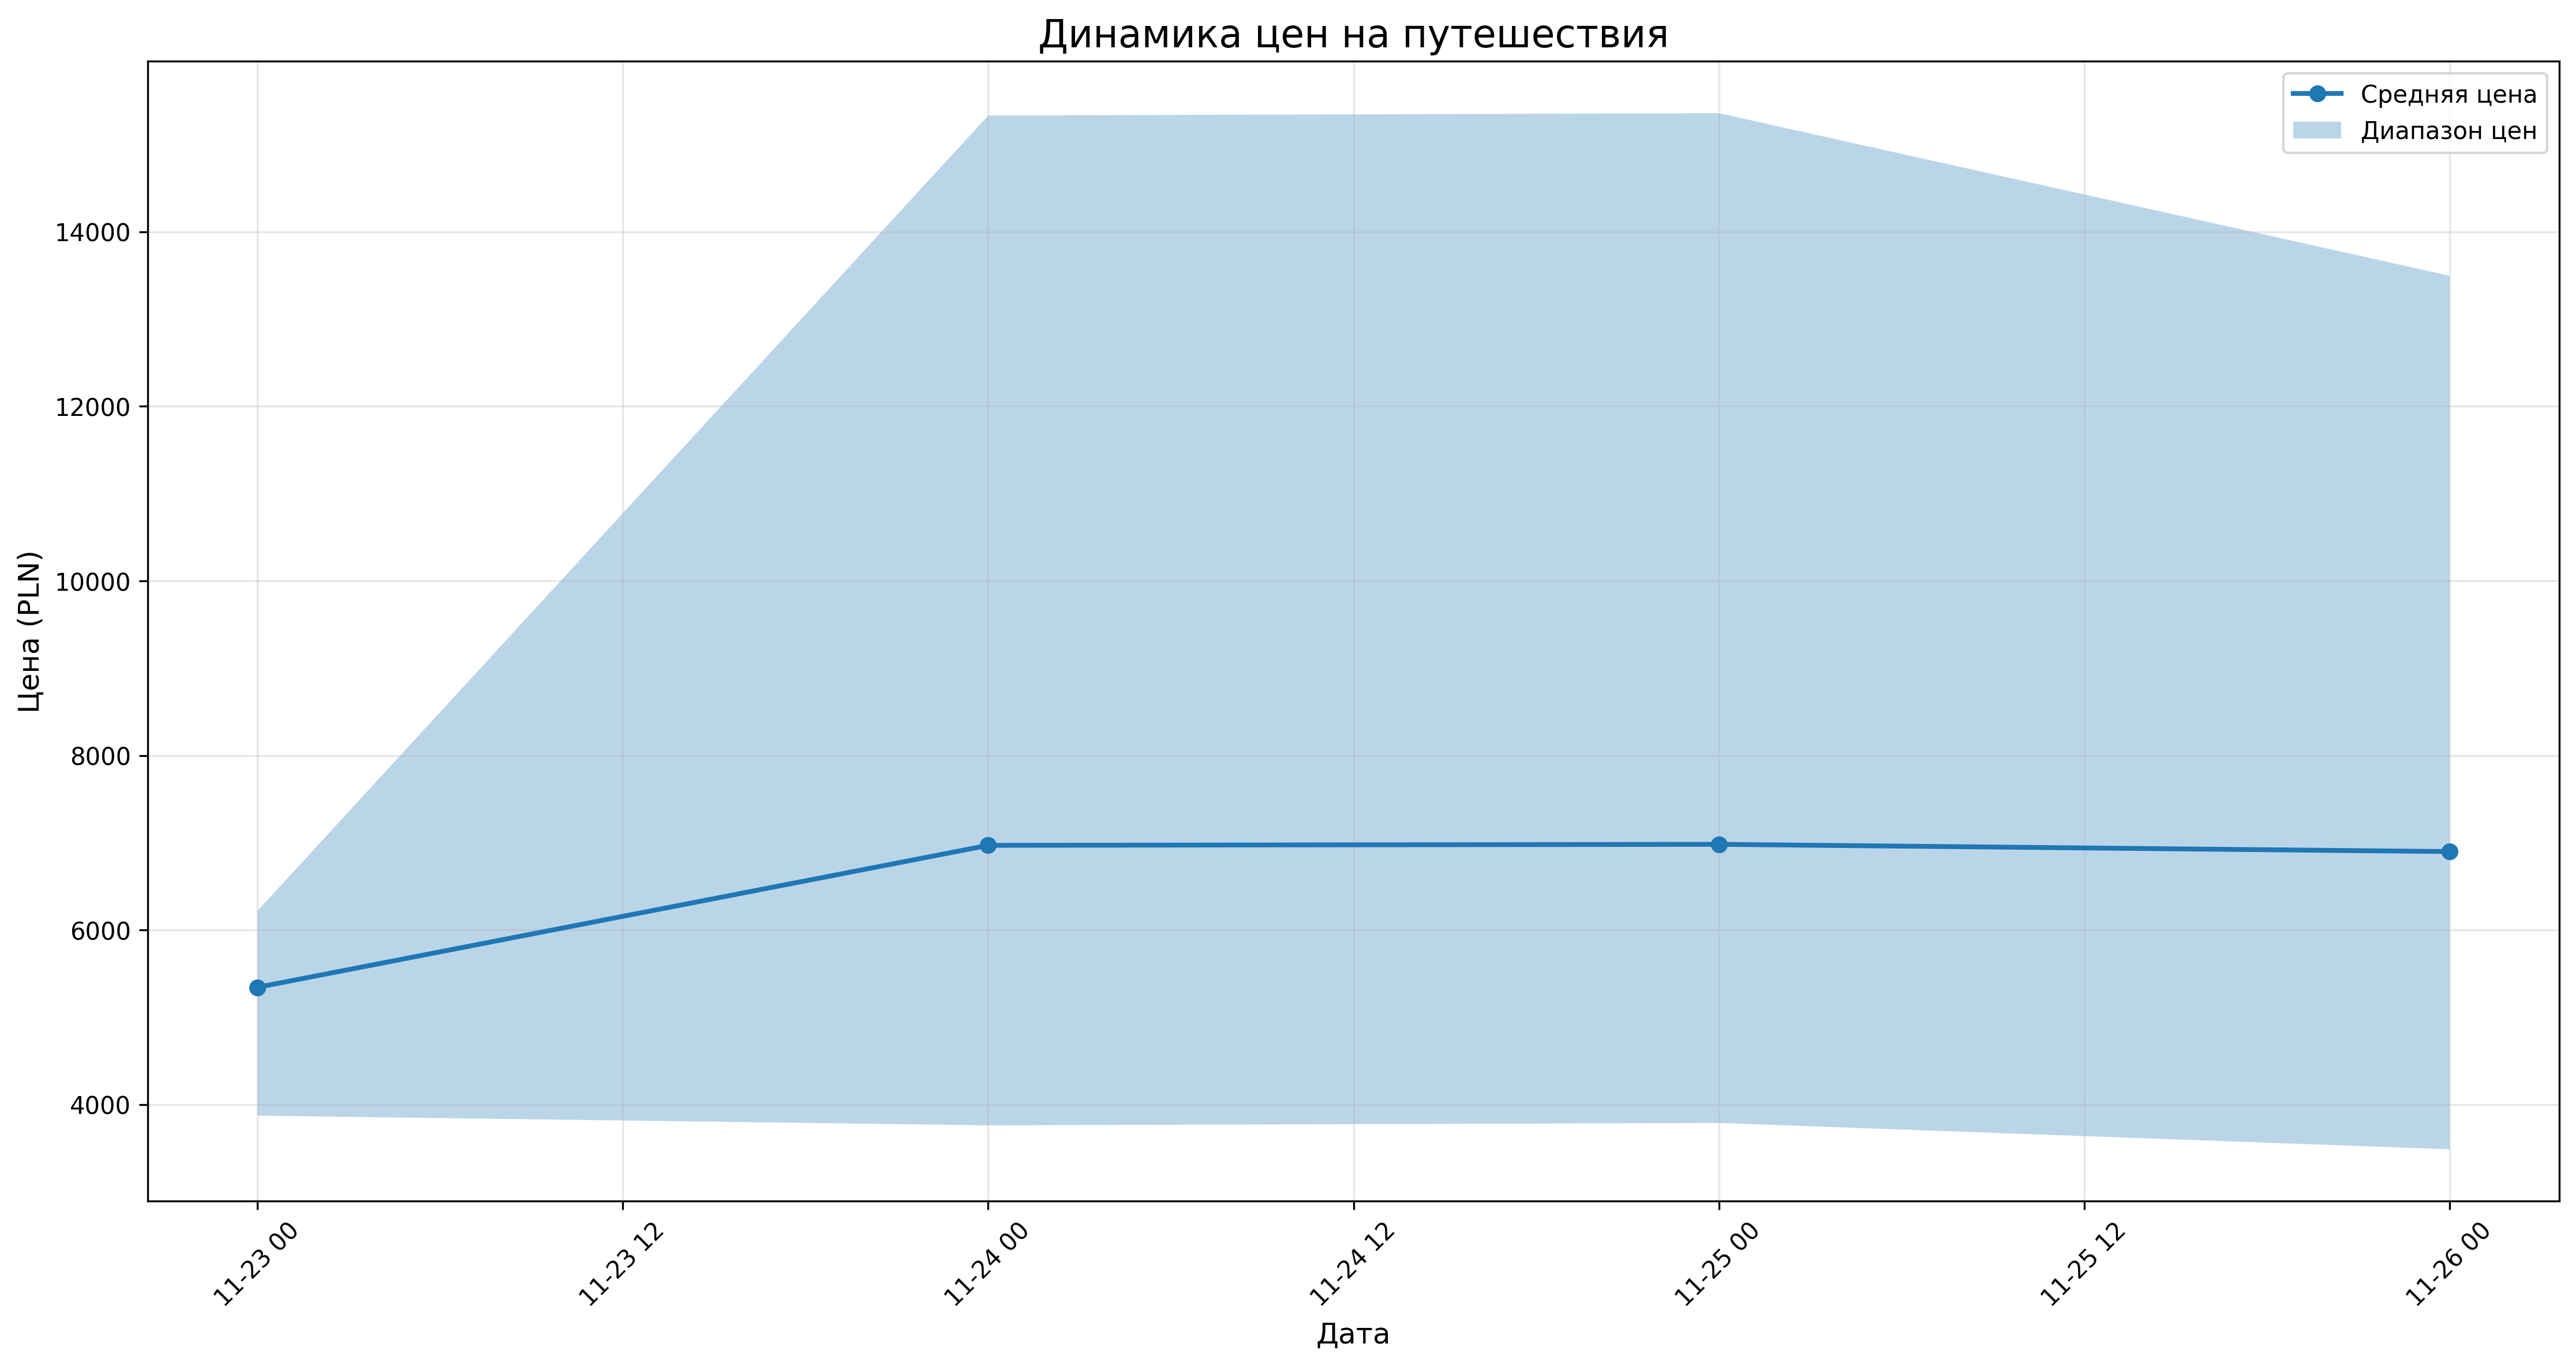 Динамика цен на путешествия
Средняя цена
Диапазон цен
Цена (PLN)
14000
12000
10000
8000
6000
4000
11-23 00
11-23 12
11-24 00
11-24 12
11-25 00
11-25 12
11-26 00
Дата